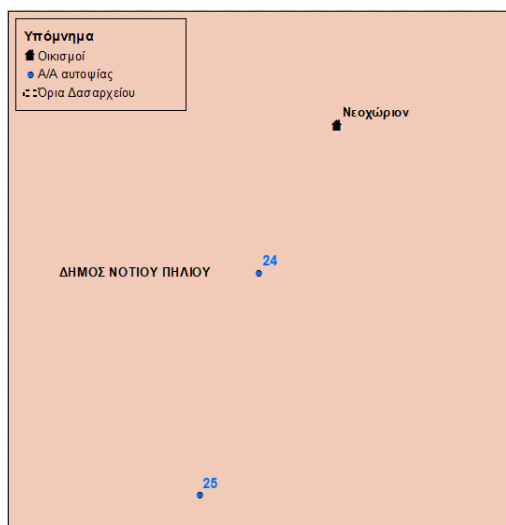 Υπόμνημα
Οικισμοί
Α/Α αυτοψίας
Όρια Δασαρχείου
Νεοχώριον
24
ΔΗΜΟΣ ΝΟΤΙΟΥ ΠΗΛΙΟΥ
25